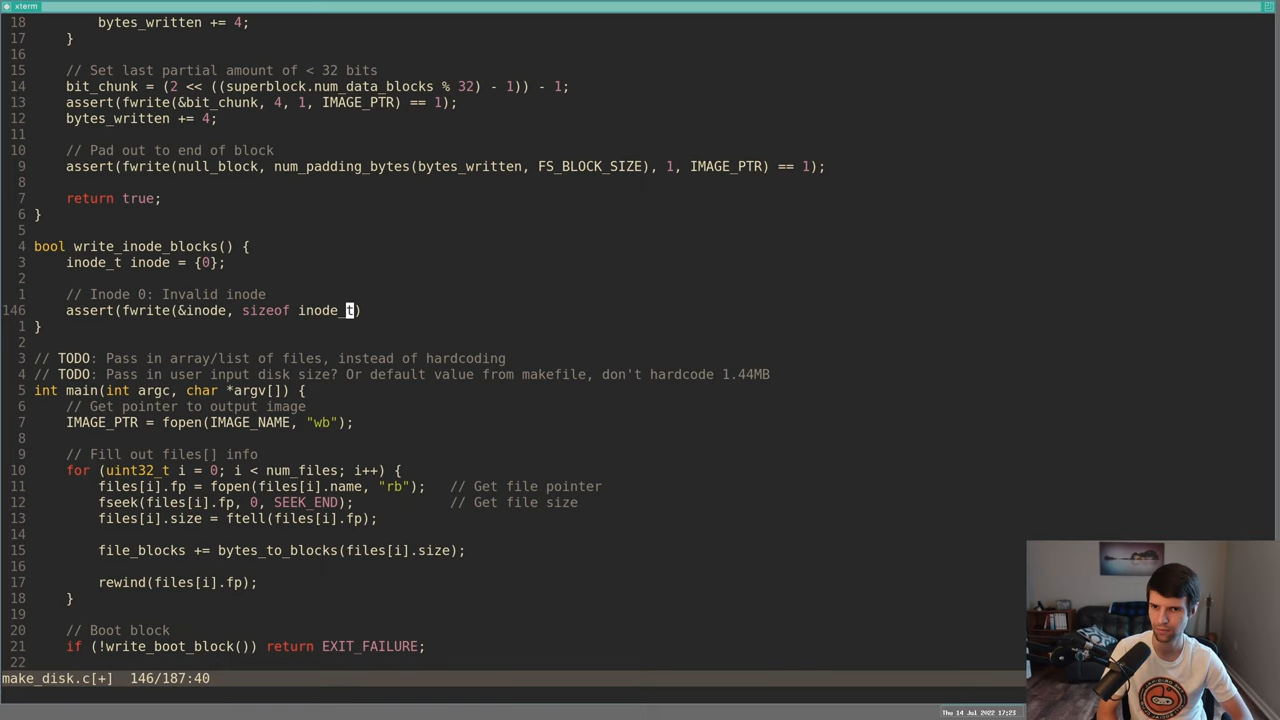 xterm
18         bytes_written += 4;
17     }
16
15     // Set last partial amount of < 32 bits
14     bit_chunk = (2 << ((superblock.num_data_blocks % 32) - 1)) - 1;
13     assert(fwrite(&bit_chunk, 4, 1, IMAGE_PTR) == 1);
12     bytes_written += 4;
11
10     // Pad out to end of block
9     assert(fwrite(null_block, num_padding_bytes(bytes_written, FS_BLOCK_SIZE), 1, IMAGE_PTR) == 1);
8
7     return true;
6 }
5
4 bool write_inode_blocks() {
3     inode_t inode = {0};
2
1     // Inode 0: Invalid inode
146     assert(fwrite(&inode, sizeof inode_t)
1 }
2
3 // TODO: Pass in array/list of files, instead of hardcoding
4 // TODO: Pass in user input disk size? Or default value from makefile, don't hardcode 1.44MB
5 int main(int argc, char *argv[]) {
6     // Get pointer to output image
7     IMAGE_PTR = fopen(IMAGE_NAME, "wb");
8
9     // Fill out files[] info
10     for (uint32_t i = 0; i < num_files; i++) {
11         files[i].fp = fopen(files[i].name, "rb");   // Get file pointer
12         fseek(files[i].fp, 0, SEEK_END);            // Get file size
13         files[i].size = ftell(files[i].fp);
14
15         file_blocks += bytes_to_blocks(files[i].size);
16
17         rewind(files[i].fp);
18     }
19
20     // Boot block
21     if (!write_boot_block()) return EXIT_FAILURE;
22
make_disk.c[+]  146/187:40
Thu 14 Jul 2022 17:23